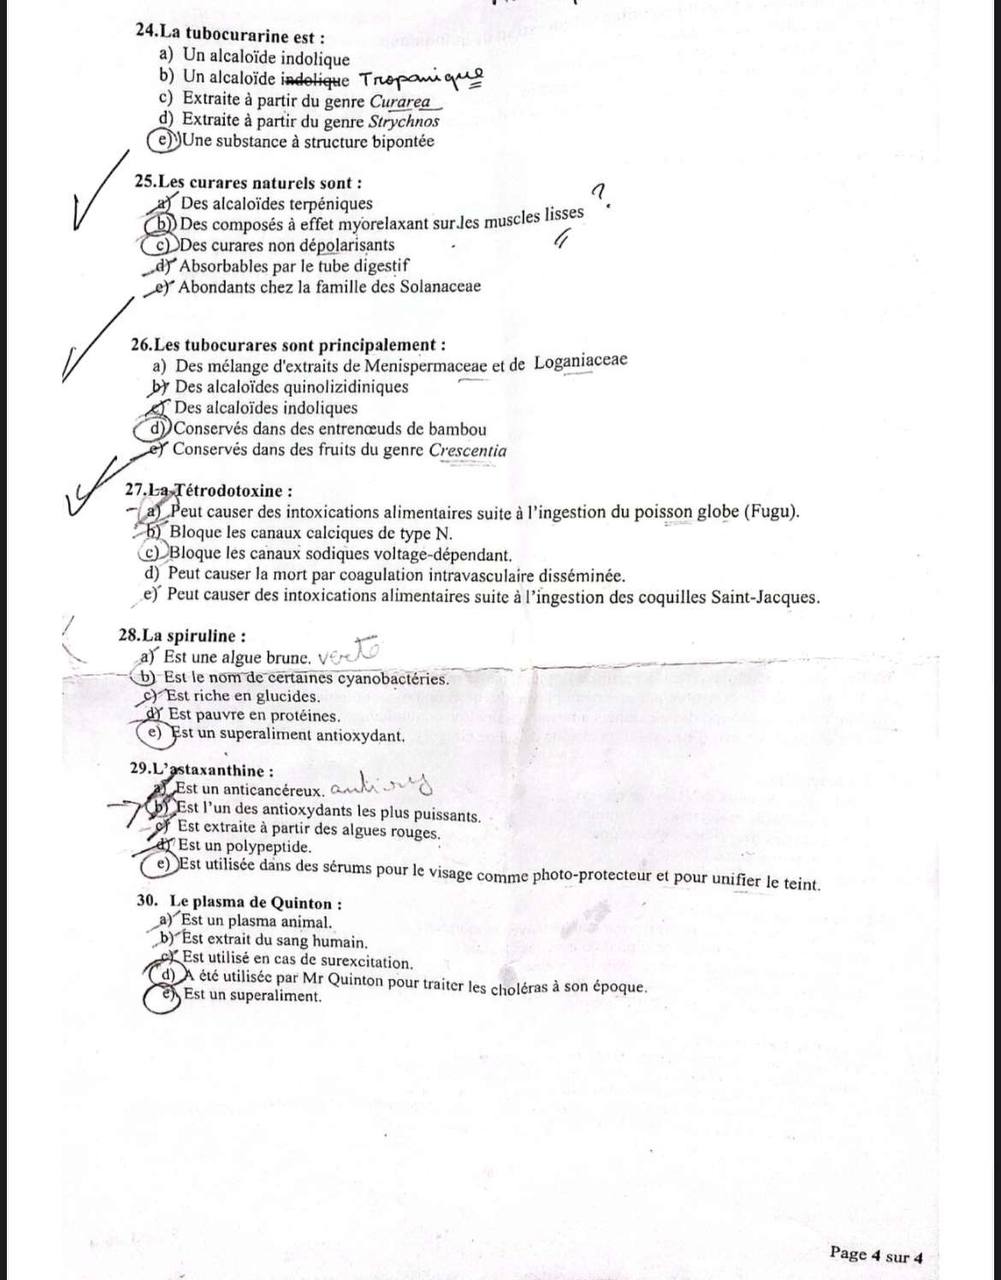 24.La tubocurarine est :
a) Un alcaloïde indolique
b) Un alcaloïde indolique Tropanique
c) Extraite à partir du genre Curarea
d) Extraite à partir du genre Strychnos
e) Une substance à structure bipontée
25.Les curares naturels sont :
a) Des alcaloïdes terpéniques
b) Des composés à effet myorelaxant sur les muscles lisses ?
c) Des curares non dépolarisants
d) Absorbables par le tube digestif
e) Abondants chez la famille des Solanaceae
26.Les tubocurares sont principalement :
a) Des mélange d'extraits de Menispermaceae et de Loganiaceae
b) Des alcaloïdes quinolizidiniques
c) Des alcaloïdes indoliques
d) Conservés dans des entrenœuds de bambou
e) Conservés dans des fruits du genre Crescentia
27.La Tétrodotoxine :
a) Peut causer des intoxications alimentaires suite à l'ingestion du poisson globe (Fugu).
b) Bloque les canaux calciques de type N.
c) Bloque les canaux sodiques voltage-dépendant.
d) Peut causer la mort par coagulation intravasculaire disséminée.
e) Peut causer des intoxications alimentaires suite à l'ingestion des coquilles Saint-Jacques.
28.La spiruline :
a) Est une algue brune. verte
b) Est le nom de certaines cyanobactéries.
c) Est riche en glucides.
d) Est pauvre en protéines.
e) Est un superaliment antioxydant.
29.L'astaxanthine :
a) Est un anticancéreux.
b) Est l'un des antioxydants les plus puissants.
c) Est extraite à partir des algues rouges.
d) Est un polypeptide.
e) Est utilisée dans des sérums pour le visage comme photo-protecteur et pour unifier le teint.
30. Le plasma de Quinton :
a) Est un plasma animal.
b) Est extrait du sang humain.
c) Est utilisé en cas de surexcitation.
d) A été utilisée par Mr Quinton pour traiter les choléras à son époque.
e) Est un superaliment.
Page 4 sur 4